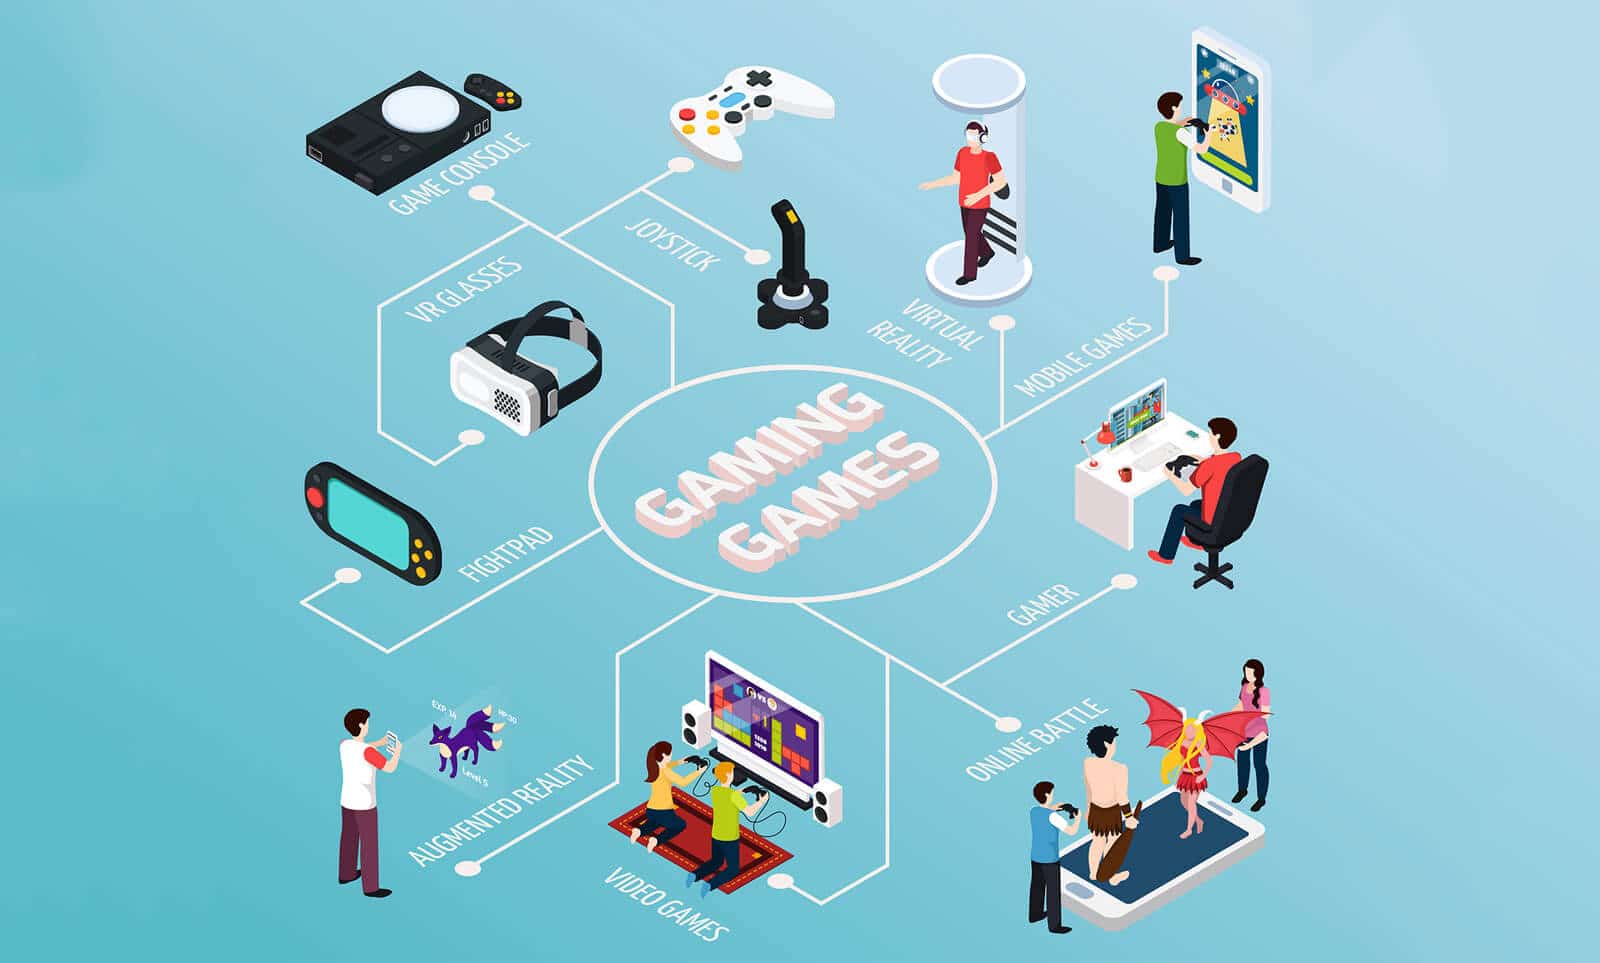 GAME CONSOLE
JOYSTICK
VR GLASSES
VIRTUAL
REALITY
MOBILE GAMES
GAMING
GAMES
FIGHTPAD
GAMER
EXP. 14
HP:30
Level 5
AUGMENTED REALITY
VS
VIDEO GAMES
ONLINE BATTLE